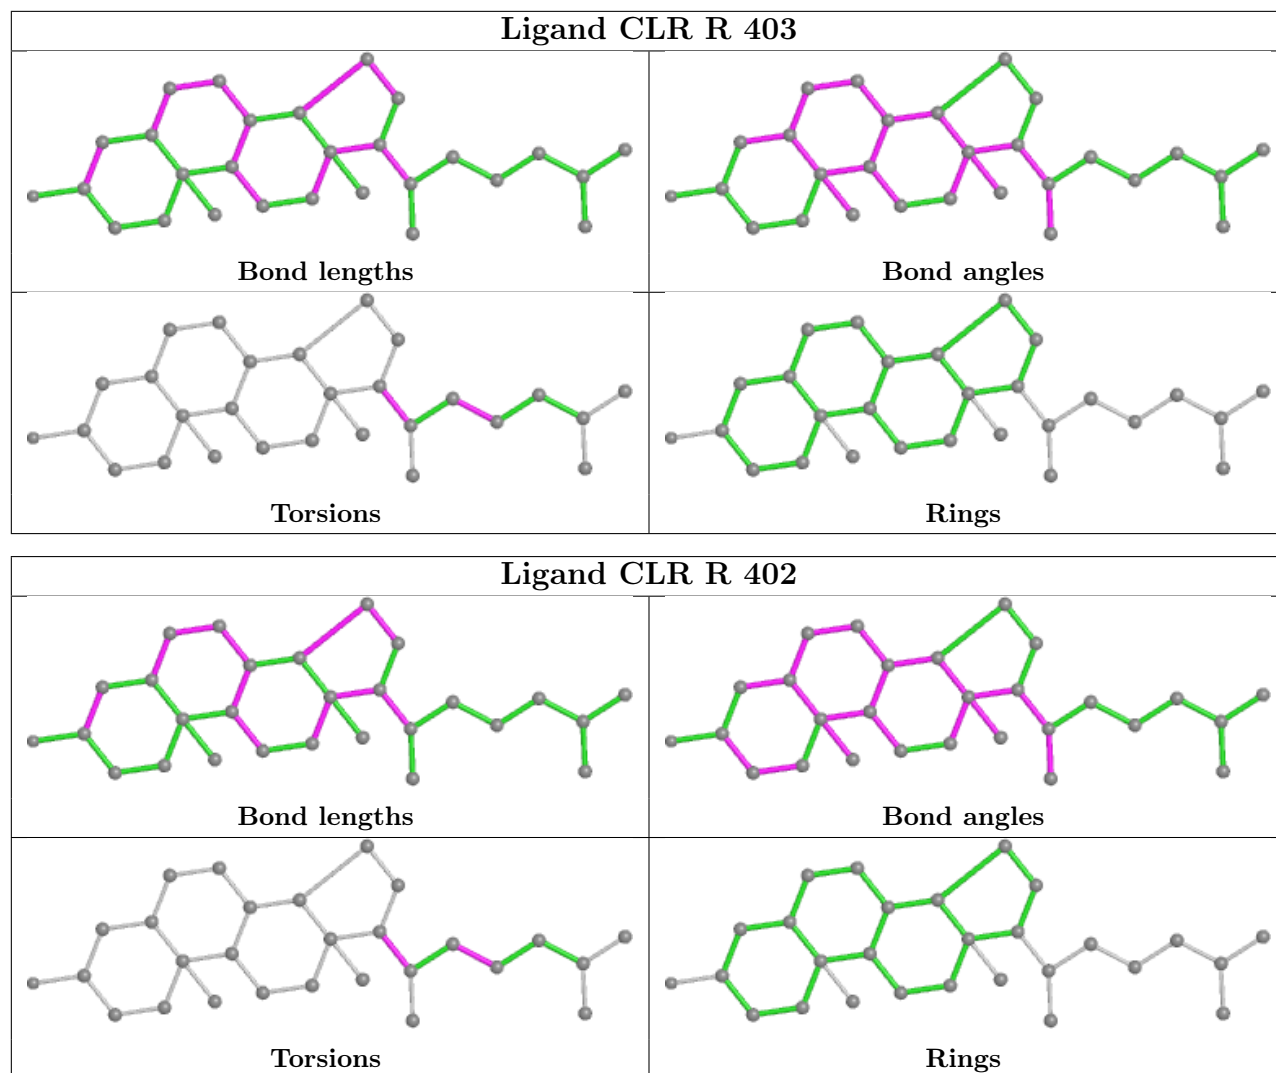 Ligand CLR R 403
Bond lengths
Bond angles
Torsions
Rings
Ligand CLR R 402
Bond lengths
Bond angles
Torsions
Rings